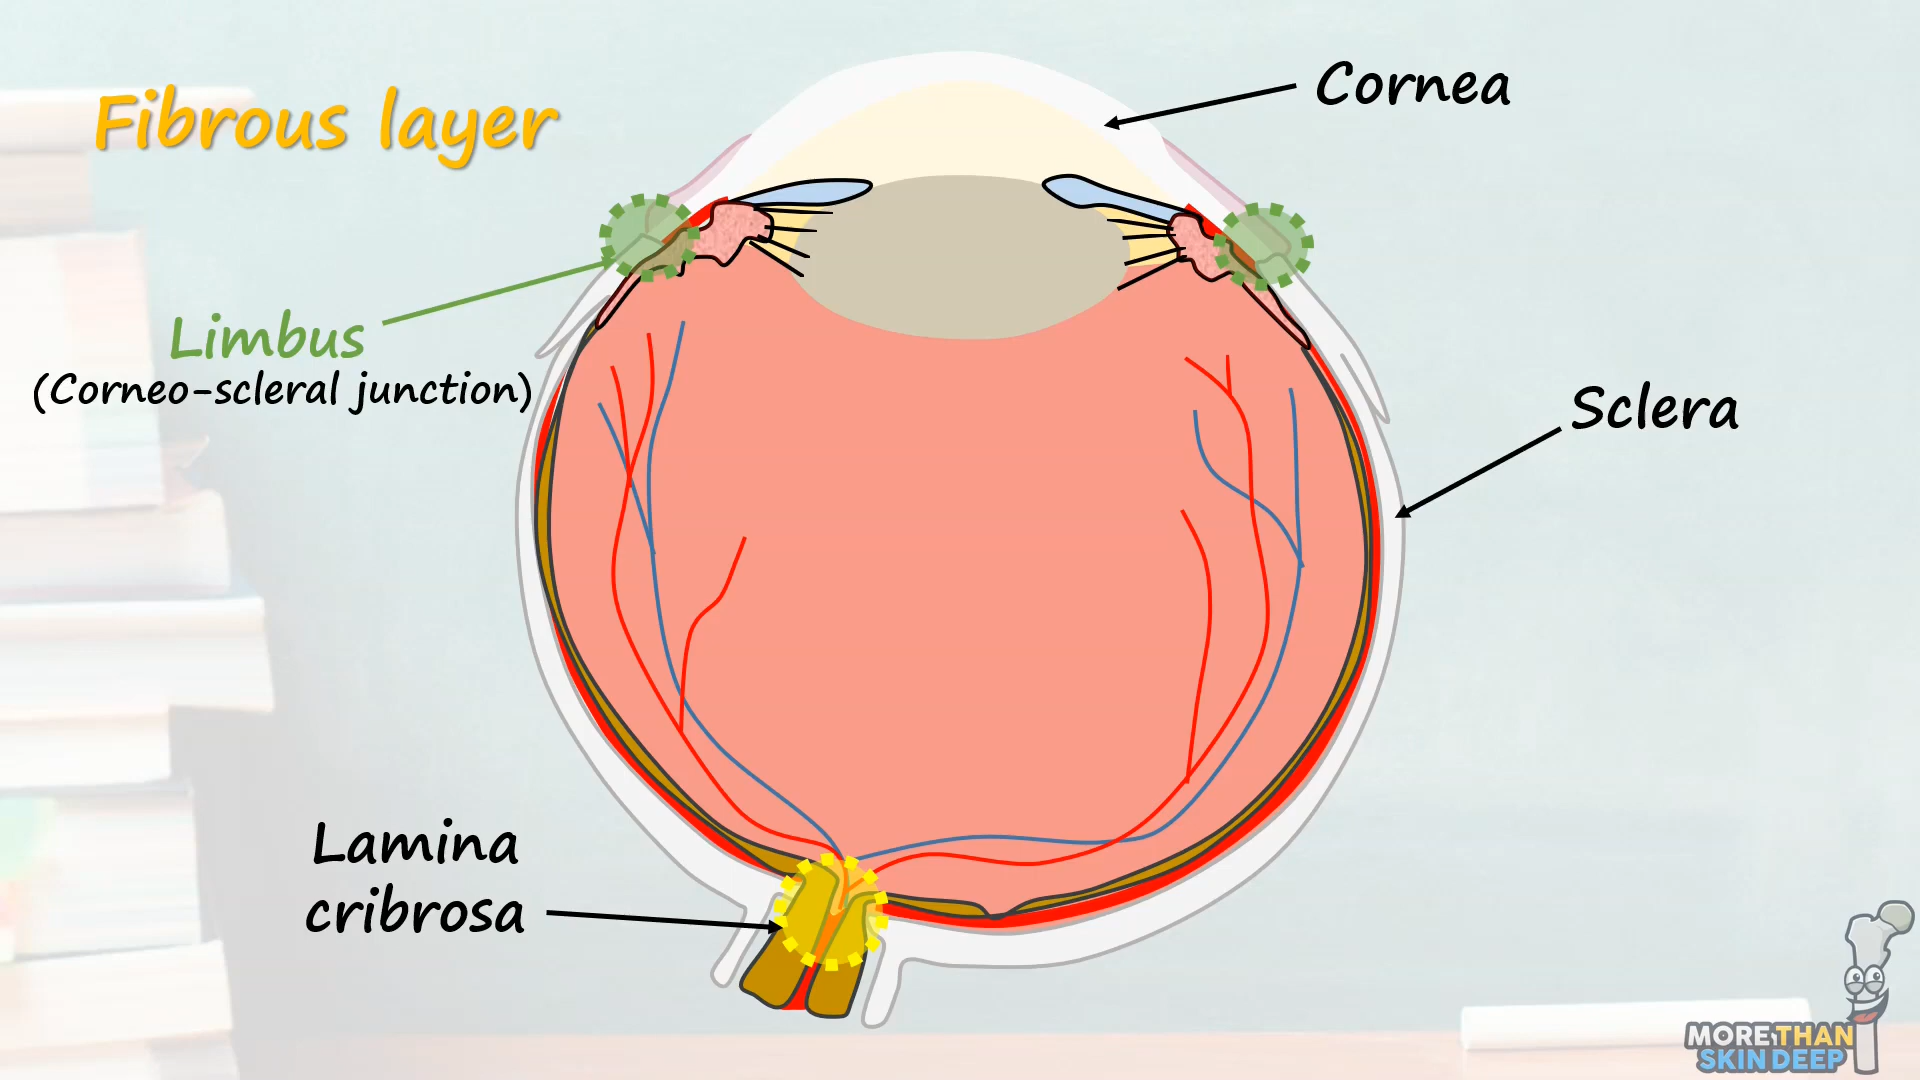 Fibrous layer
Cornea
Limbus
(Corneo-scleral junction)
Sclera
Lamina
cribrosa
MORE THAN
SKIN DEEP